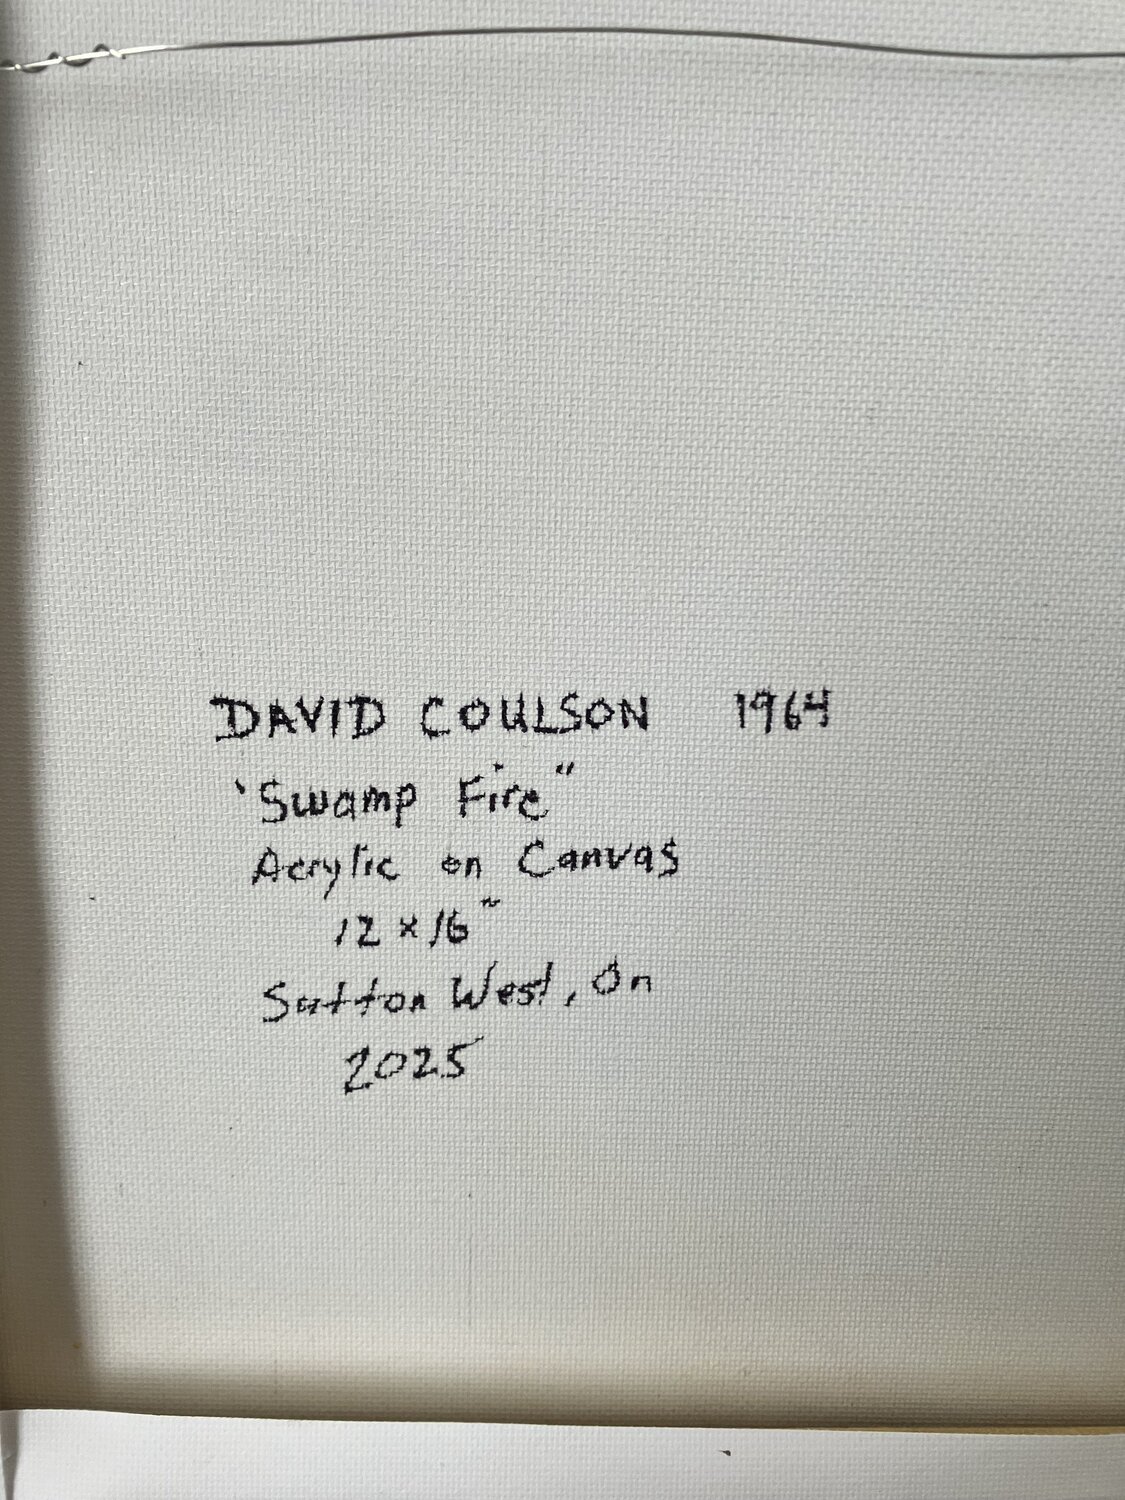 DAVID COULSON 1964
'Swamp Fire"
Acrylic on Canvas
12 x 16"
Sutton West, On
2025